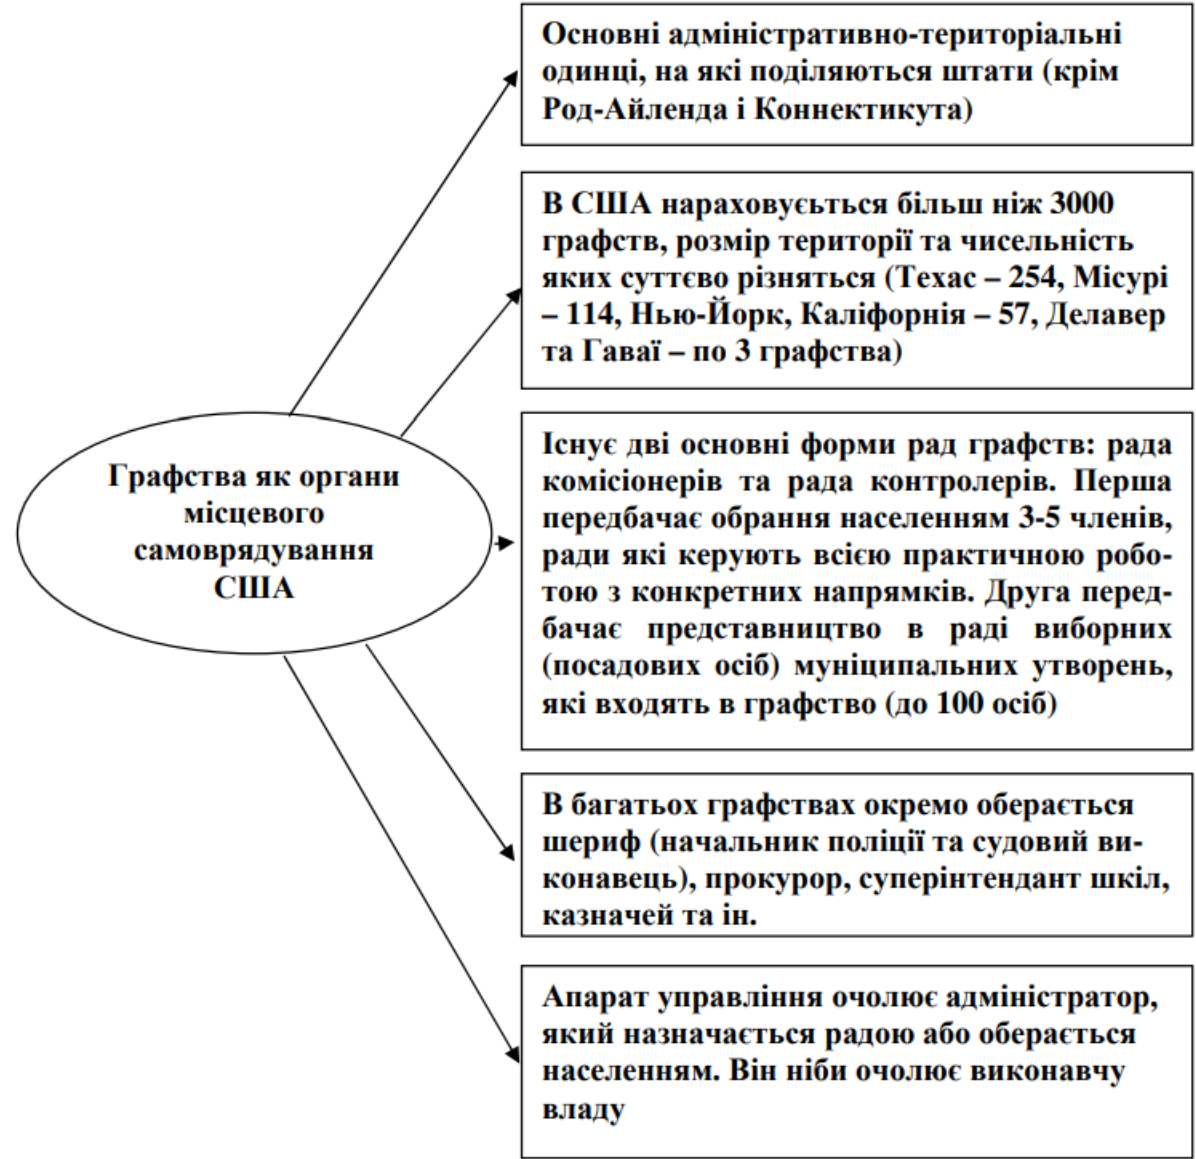 Основні адміністративно-територіальні
одинці, на які поділяються штати (крім
Род-Айленда і Коннектикута)
В США нараховуєьться більш ніж 3000
графств, розмір території та чисельність
яких суттєво різняться (Техас – 254, Місурі
– 114, Нью-Йорк, Каліфорнія – 57, Делавер
та Гаваї – по 3 графства)
Графства як органи
місцевого
самоврядування
США
Існує дві основні форми рад графств: рада
комісіонерів та рада контролерів. Перша
передбачає обрання населенням 3-5 членів,
ради які керують всією практичною робо-
тою з конкретних напрямків. Друга перед-
бачає представництво в раді виборних
(посадових осіб) муніципальних утворень,
які входять в графство (до 100 осіб)
В багатьох графствах окремо оберається
шериф (начальник поліції та судовий ви-
конавець), прокурор, суперінтендант шкіл,
казначей та ін.
Апарат управління очолює адміністратор,
який назначається радою або оберається
населенням. Він ніби очолює виконавчу
владу